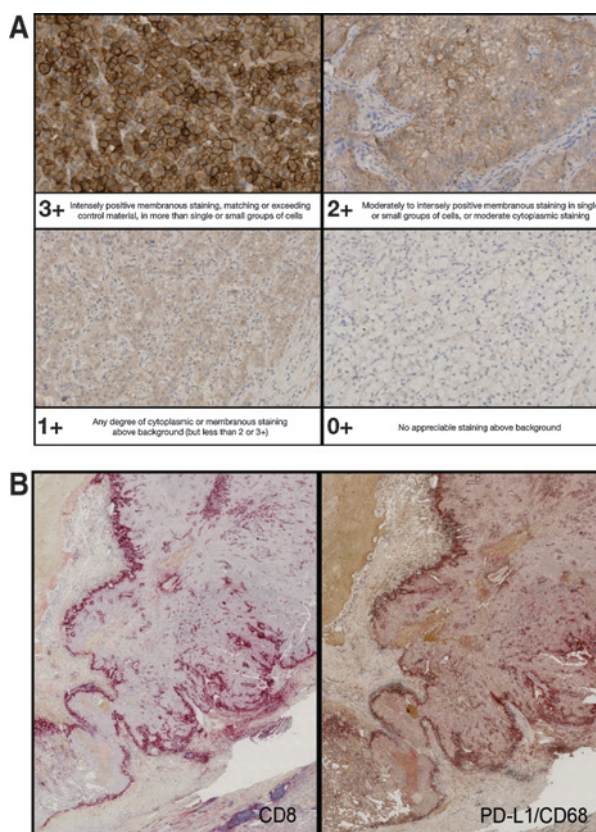 A
3+ Intensely positive membranous staining, matching or exceeding
control material, in more than single or small groups of cells
2+ Moderately to intensely positive membranous staining in single
or small groups of cells, or moderate cytoplasmic staining
1+ Any degree of cytoplasmic or membranous staining
above background (but less than 2 or 3+)
0+ No appreciable staining above background
B
CD8
PD-L1/CD68